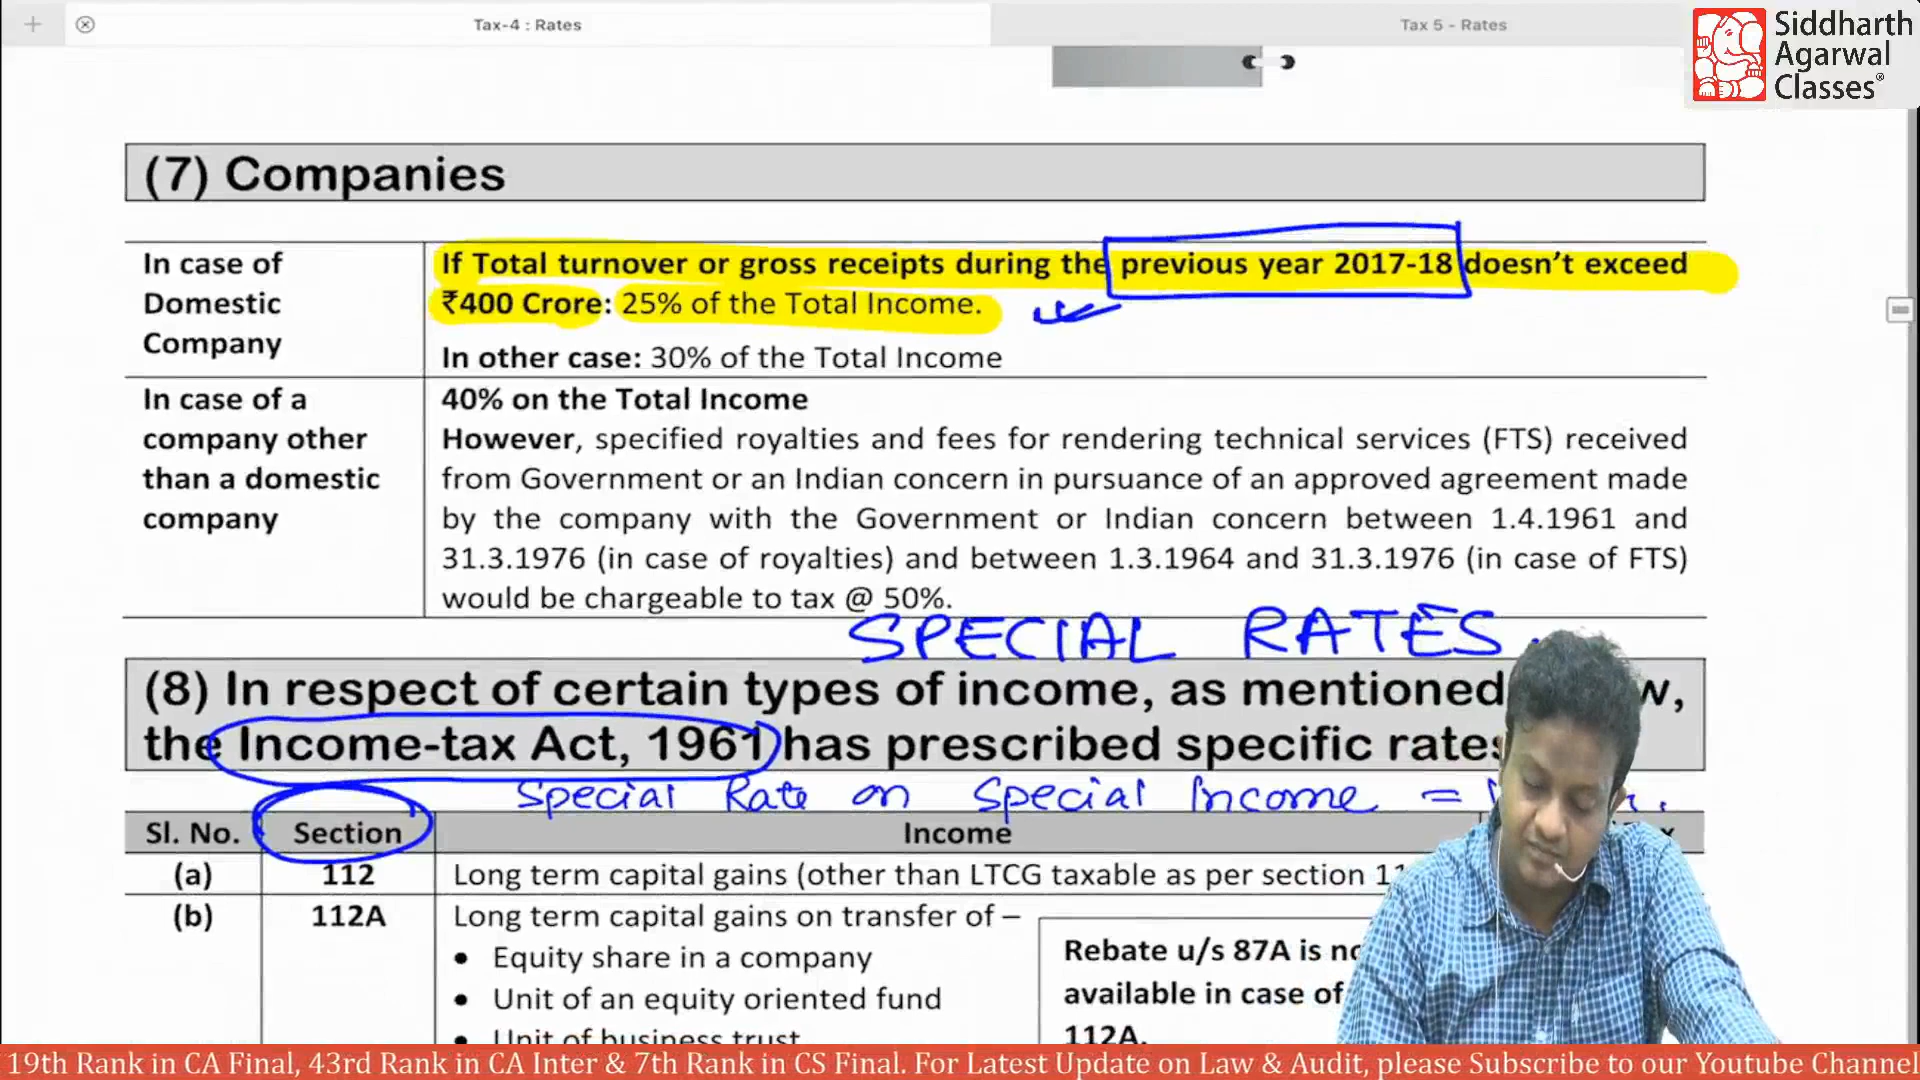 Tax-4 : Rates
Tax 5 - Rates
Siddharth
Agarwal
Classes®
(7) Companies
In case of
Domestic
Company
If Total turnover or gross receipts during the previous year 2017-18 doesn't exceed
₹400 Crore: 25% of the Total Income.
In other case: 30% of the Total Income
In case of a
company other
than a domestic
company
40% on the Total Income
However, specified royalties and fees for rendering technical services (FTS) received
from Government or an Indian concern in pursuance of an approved agreement made
by the company with the Government or Indian concern between 1.4.1961 and
31.3.1976 (in case of royalties) and between 1.3.1964 and 31.3.1976 (in case of FTS)
would be chargeable to tax @ 50%.
SPECIAL RATES.
(8) In respect of certain types of income, as mentioned
the Income-tax Act, 1961 has prescribed specific rates
Special Rate on Special Income =
Sl. No. Section Income
(a) 112 Long term capital gains (other than LTCG taxable as per section
(b) 112A Long term capital gains on transfer of –
• Equity share in a company
• Unit of an equity oriented fund
• Unit of business trust
Rebate u/s 87A is
available in case of
112A.
19th Rank in CA Final, 43rd Rank in CA Inter & 7th Rank in CS Final. For Latest Update on Law & Audit, please Subscribe to our Youtube Channel